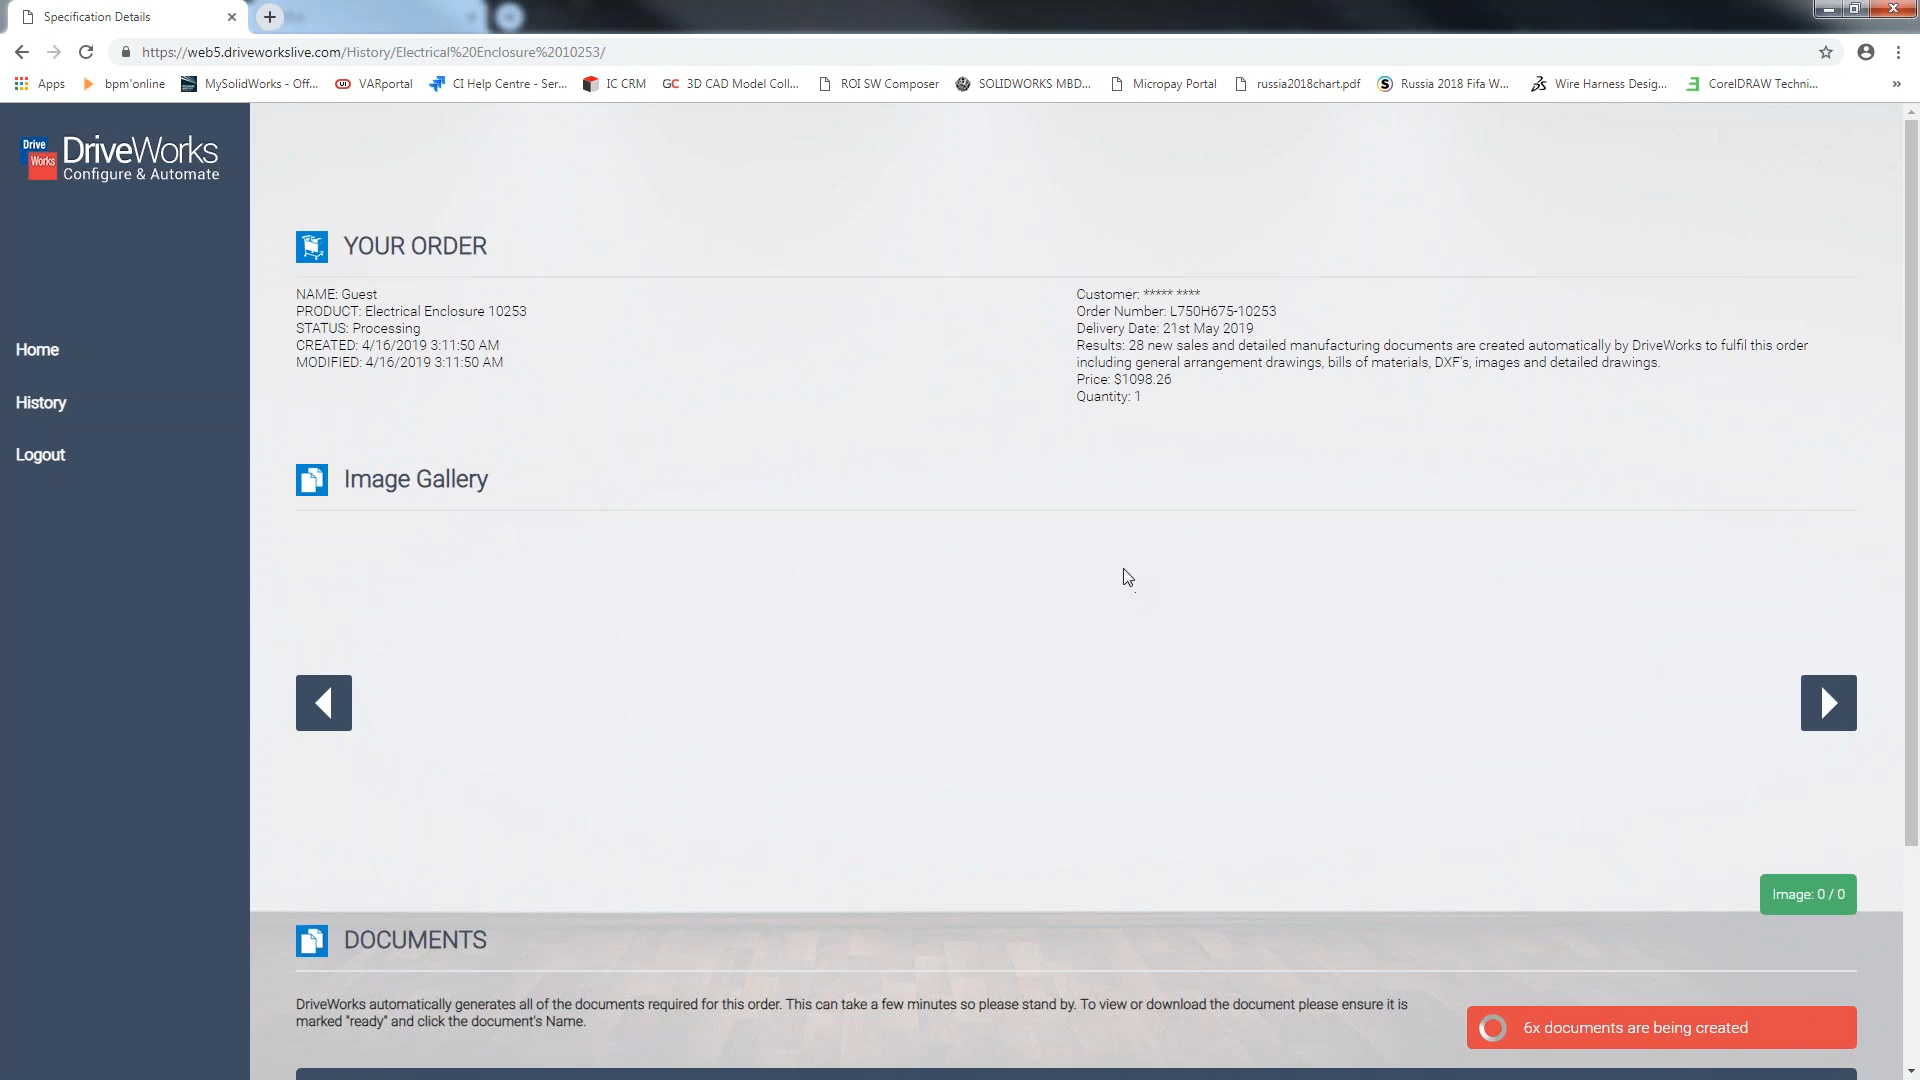 Specification Details
https://web5.driveworkslive.com/History/Electrical%20Enclosure%2010253/
Apps bpm'online MySolidWorks - Off... VARportal CI Help Centre - Ser... IC CRM GC 3D CAD Model Coll... ROI SW Composer SOLIDWORKS MBD... Micropay Portal russia2018chart.pdf Russia 2018 Fifa W... Wire Harness Desig... CorelDRAW Techni... »
Drive Works DriveWorks
Configure & Automate
Home
History
Logout
YOUR ORDER
NAME: Guest
PRODUCT: Electrical Enclosure 10253
STATUS: Processing
CREATED: 4/16/2019 3:11:50 AM
MODIFIED: 4/16/2019 3:11:50 AM
Customer: ***** ****
Order Number: L750H675-10253
Delivery Date: 21st May 2019
Results: 28 new sales and detailed manufacturing documents are created automatically by DriveWorks to fulfil this order
including general arrangement drawings, bills of materials, DXF's, images and detailed drawings.
Price: $1098.26
Quantity: 1
Image Gallery
Image: 0 / 0
DOCUMENTS
DriveWorks automatically generates all of the documents required for this order. This can take a few minutes so please stand by. To view or download the document please ensure it is
marked "ready" and click the document's Name.
6x documents are being created